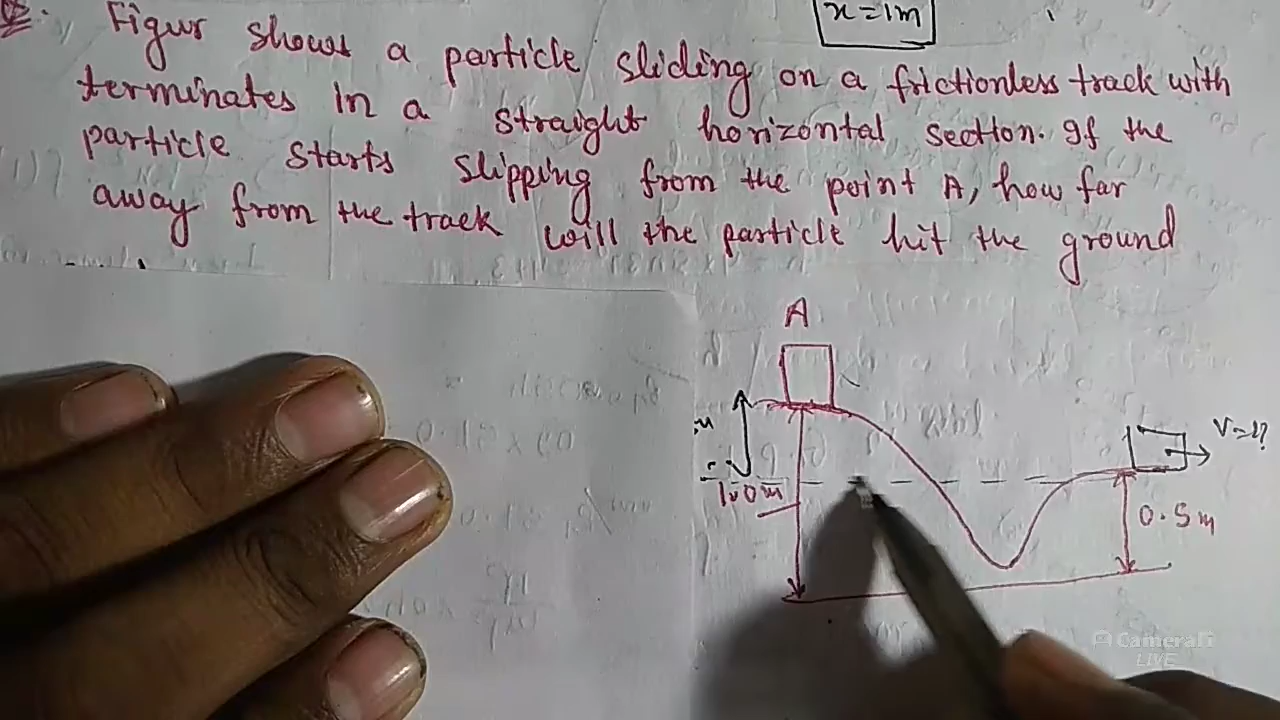 x=1m
Q. Figur shows a particle sliding on a frictionless track with
terminates in a straight horizontal section. If the
particle starts slipping from the point A, how far
away from the track will the particle hit the ground
A
V=??
1.0m
0.5m
CameraFi
LIVE